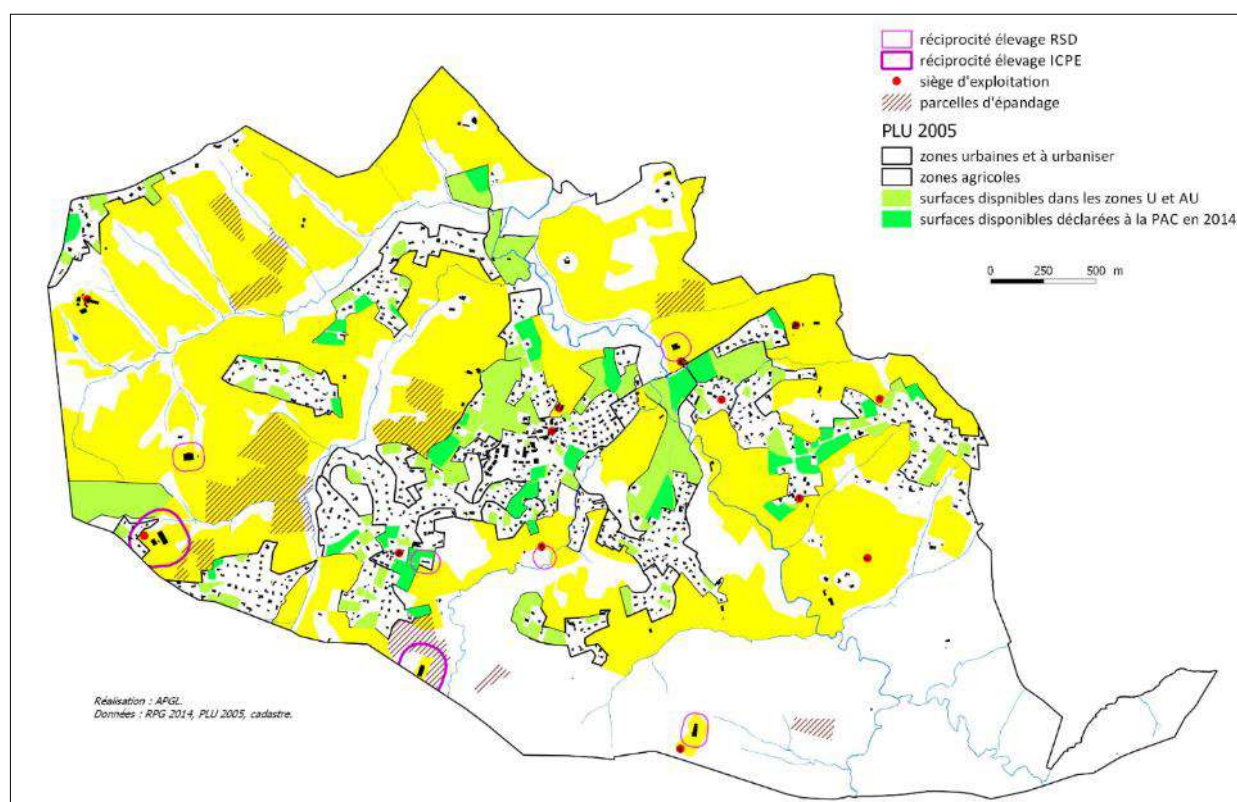 réciprocité élevage RSD
réciprocité élevage ICPE
siège d'exploitation
parcelles d'épandage
PLU 2005
zones urbaines et à urbaniser
zones agricoles
surfaces dispnibles dans les zones U et AU
surfaces disponibles déclarées à la PAC en 2014
0 250 500 m
Réalisation : APGL.
Données : RPG 2014, PLU 2005, cadastre.